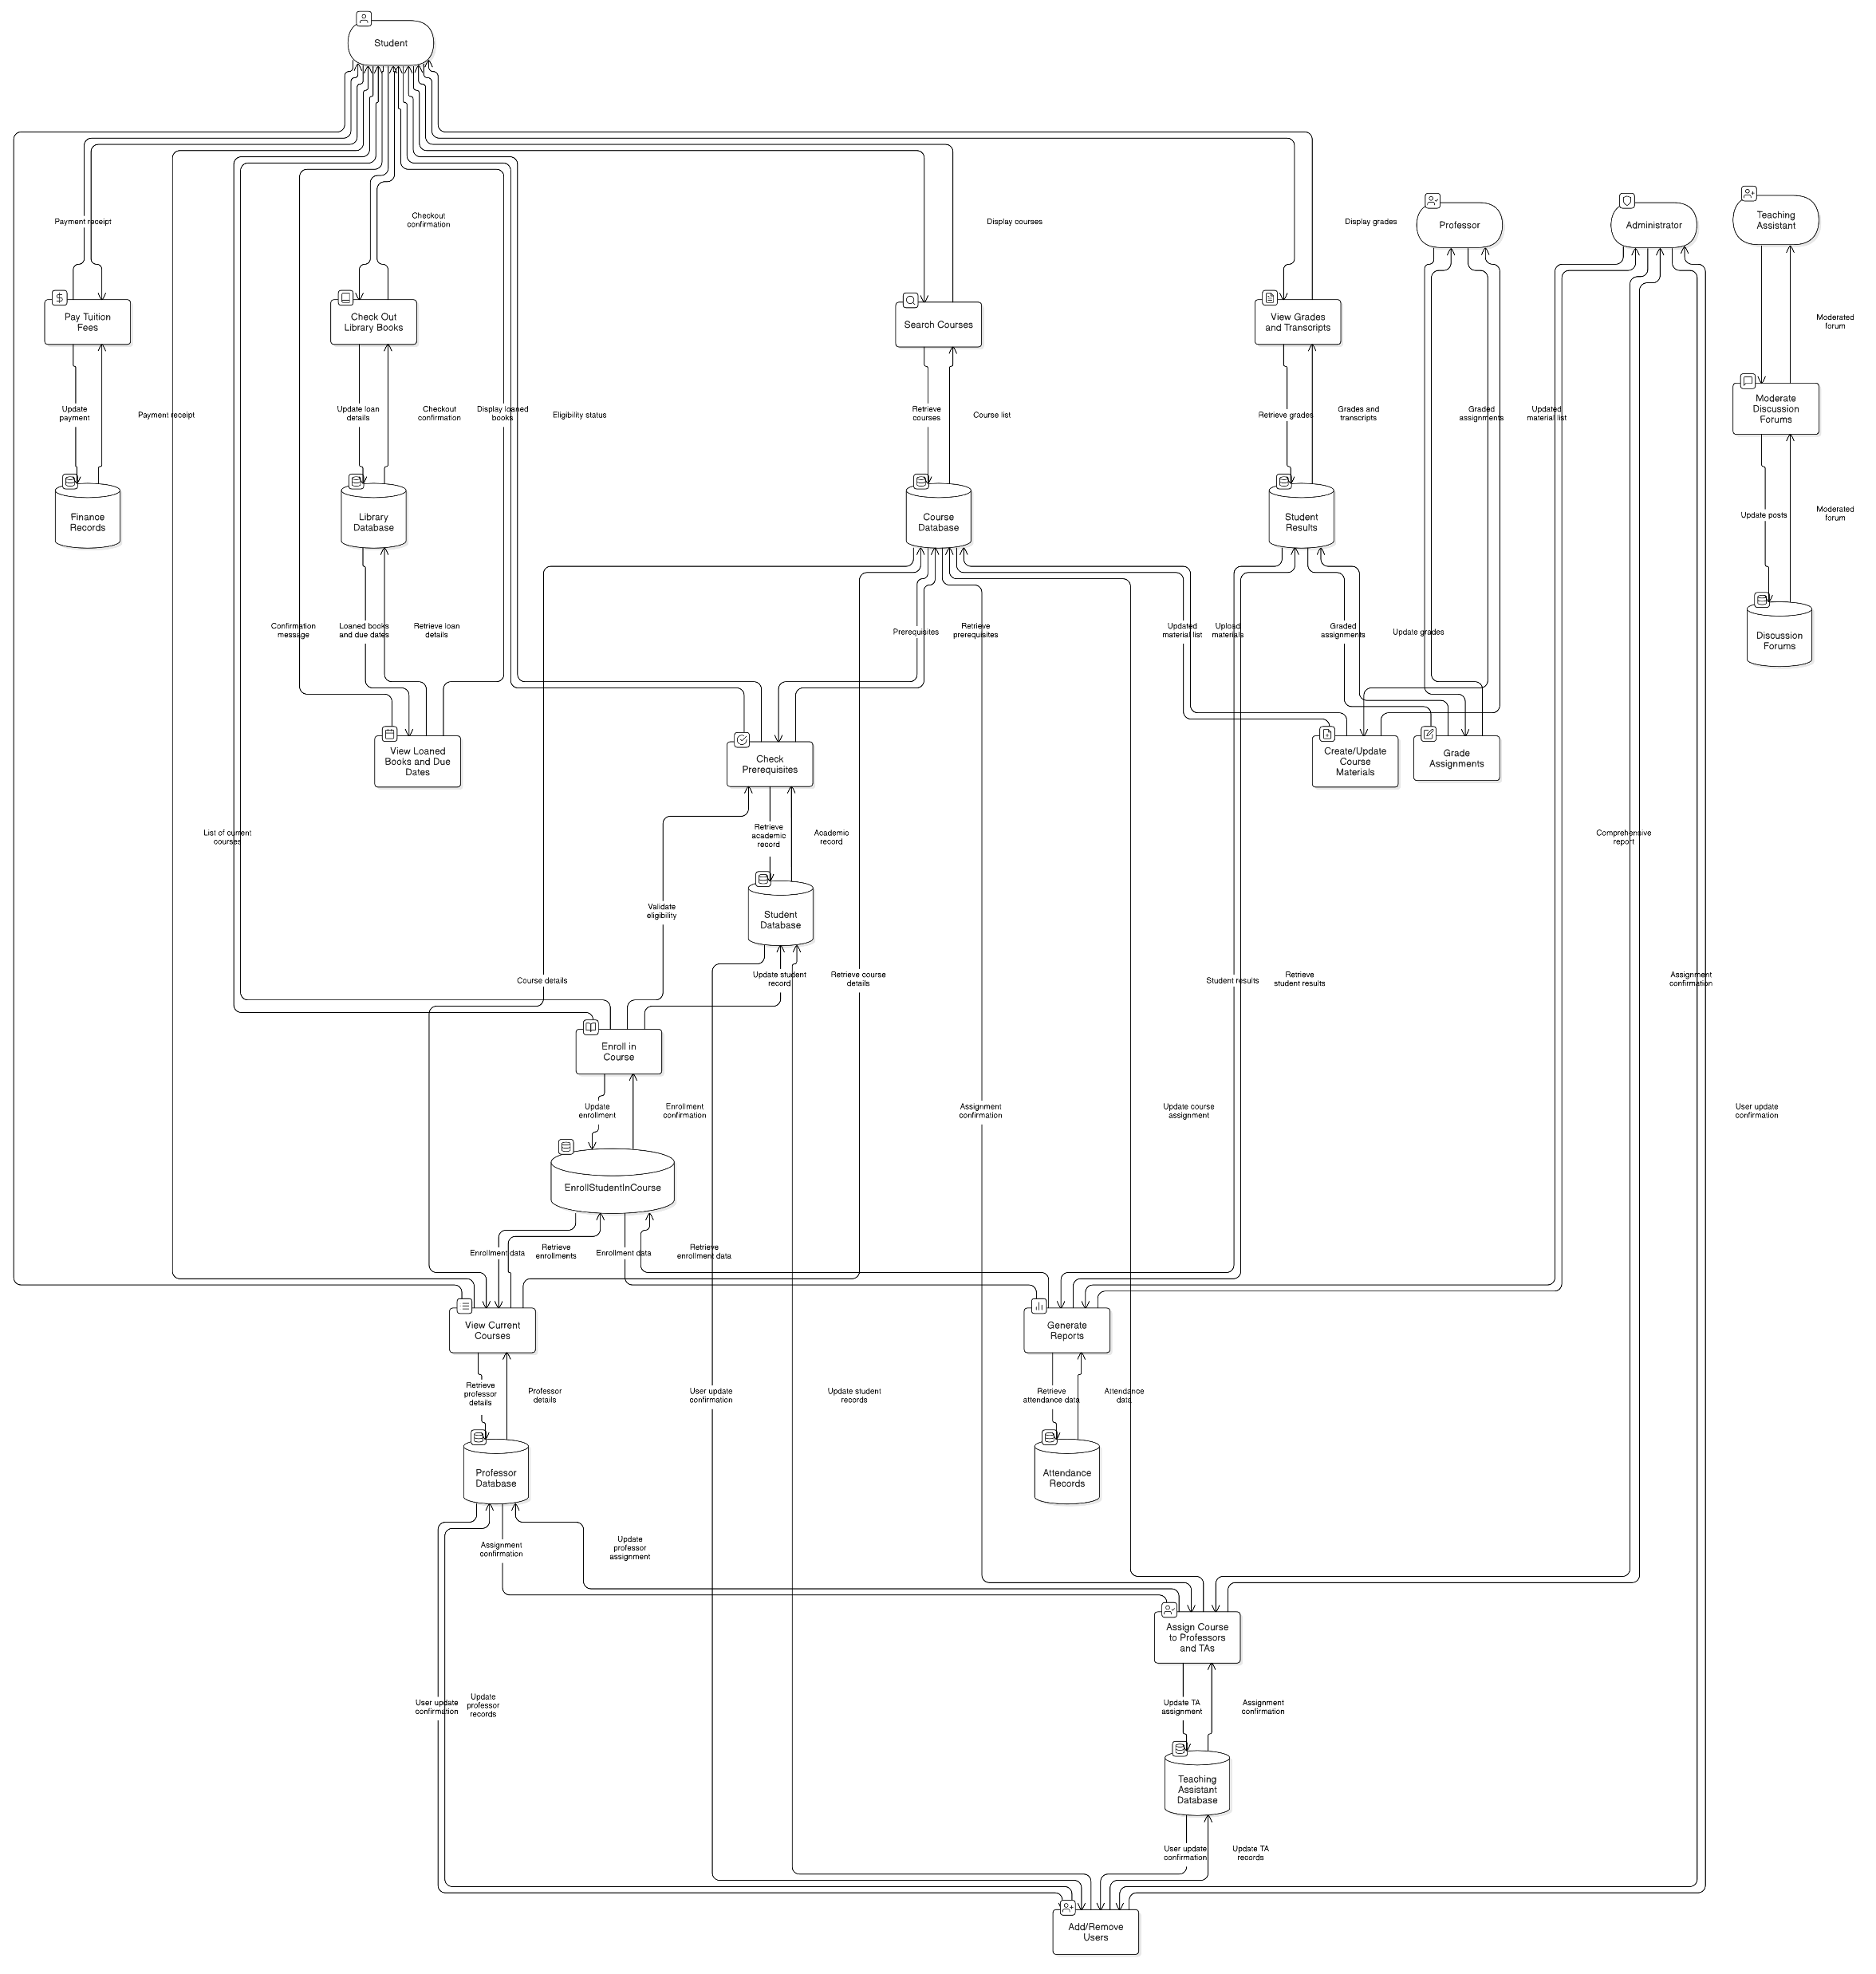 Student
Payment receipt
Checkout
confirmation
Display courses
Display grades
Professor
Administrator
Teaching
Assistant
Pay Tuition
Fees
Check Out
Library Books
Search Courses
View Grades
and Transcripts
Moderated
forum
Update
payment
Payment receipt
Update loan
details
Checkout
confirmation
Display loaned
books
Eligibility status
Retrieve
courses
Course list
Retrieve grades
Grades and
transcripts
Graded
assignments
Updated
material list
Moderate
Discussion
Forums
Finance
Records
Library
Database
Course
Database
Student
Results
Update posts
Moderated
forum
Confirmation
message
Loaned books
and due dates
Retrieve loan
details
Prerequisites
Retrieve
prerequisites
Updated
material list
Upload
materials
Graded
assignments
Update grades
Discussion
Forums
View Loaned
Books and Due
Dates
Check
Prerequisites
Create/Update
Course
Materials
Grade
Assignments
List of current
courses
Retrieve
academic
record
Academic
record
Comprehensive
report
Validate
eligibility
Student
Database
Course details
Update student
record
Retrieve course
details
Student results
Retrieve
student results
Assignment
confirmation
Enroll in
Course
Update
enrollment
Enrollment
confirmation
Assignment
confirmation
Update course
assignment
User update
confirmation
EnrollStudentInCourse
Enrollment data
Retrieve
enrollments
Enrollment data
Retrieve
enrollment data
View Current
Courses
Generate
Reports
Retrieve
professor
details
Professor
details
User update
confirmation
Update student
records
Retrieve
attendance data
Attendance
data
Professor
Database
Attendance
Records
Assignment
confirmation
Update
professor
assignment
Assign Course
to Professors
and TAs
User update
confirmation
Update
professor
records
Update TA
assignment
Assignment
confirmation
Teaching
Assistant
Database
User update
confirmation
Update TA
records
Add/Remove
Users